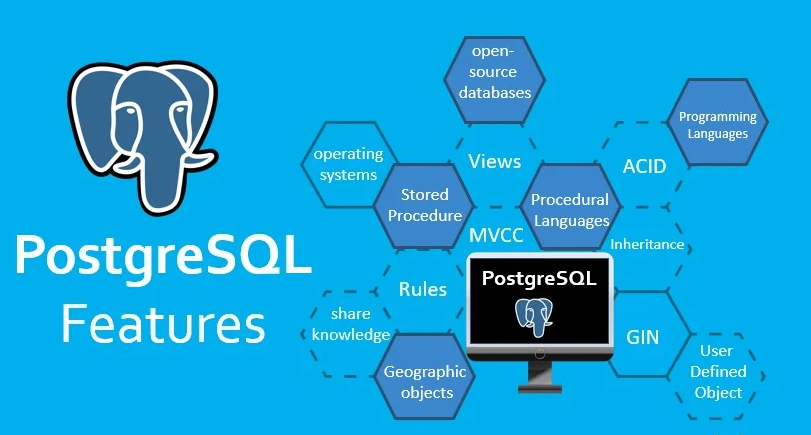 PostgreSQL
Features
open-
source
databases
Programming
Languages
operating
systems
Views
ACID
Stored
Procedure
Procedural
Languages
MVCC
Inheritance
PostgreSQL
Rules
share
knowledge
GIN
User
Defined
Object
Geographic
objects